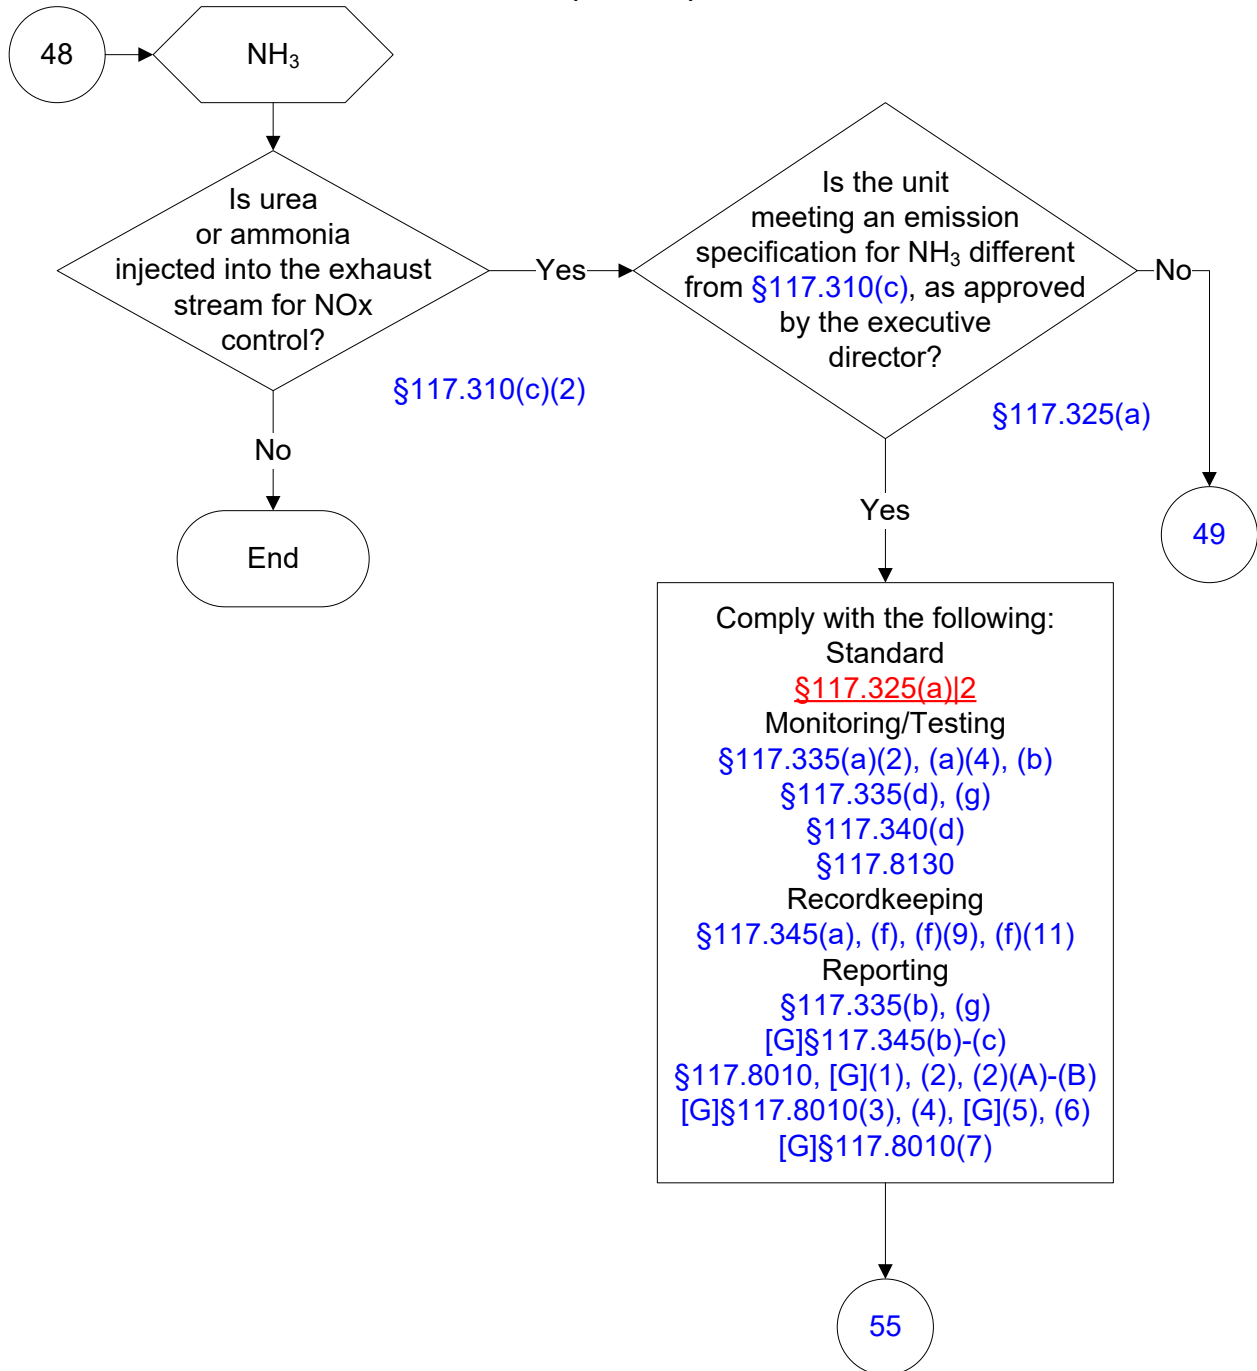 48
NH₃
Is urea
or ammonia
injected into the exhaust
stream for NOx
control?
Yes
§117.310(c)(2)
No
End
Is the unit
meeting an emission
specification for NH₃ different
from §117.310(c), as approved
by the executive
director?
No
§117.325(a)
49
Yes
Comply with the following:
Standard
§117.325(a)|2
Monitoring/Testing
§117.335(a)(2), (a)(4), (b)
§117.335(d), (g)
§117.340(d)
§117.8130
Recordkeeping
§117.345(a), (f), (f)(9), (f)(11)
Reporting
§117.335(b), (g)
[G]§117.345(b)-(c)
§117.8010, [G](1), (2), (2)(A)-(B)
[G]§117.8010(3), (4), [G](5), (6)
[G]§117.8010(7)
55